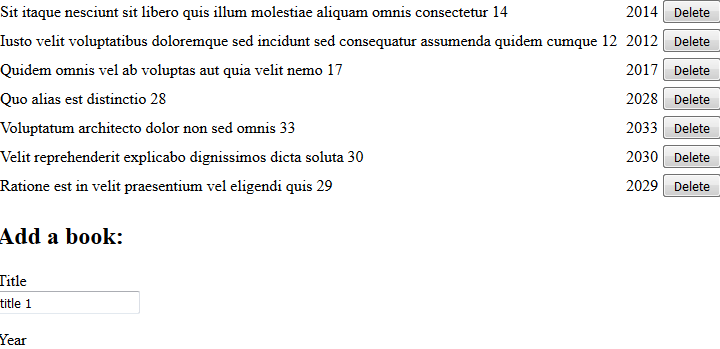 Sit itaque nesciunt sit libero quis illum molestiae aliquam omnis consectetur 14 2014 Delete
Iusto velit voluptatibus doloremque sed incidunt sed consequatur assumenda quidem cumque 12 2012 Delete
Quidem omnis vel ab voluptas aut quia velit nemo 17 2017 Delete
Quo alias est distinctio 28 2028 Delete
Voluptatum architecto dolor non sed omnis 33 2033 Delete
Velit reprehenderit explicabo dignissimos dicta soluta 30 2030 Delete
Ratione est in velit praesentium vel eligendi quis 29 2029 Delete
Add a book:
Title
title 1
Year